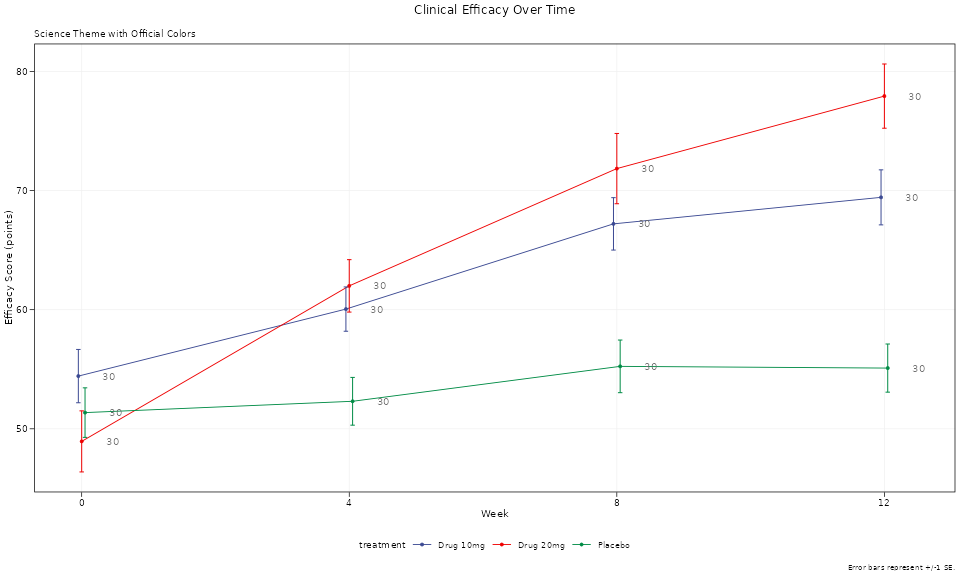 Clinical Efficacy Over Time
Science Theme with Official Colors
Efficacy Score (points)
80
70
60
50
30
30
30
30
30
30
30
30
30
30
30
30
0 4 8 12
Week
treatment Drug 10mg Drug 20mg Placebo
Error bars represent +/-1 SE.